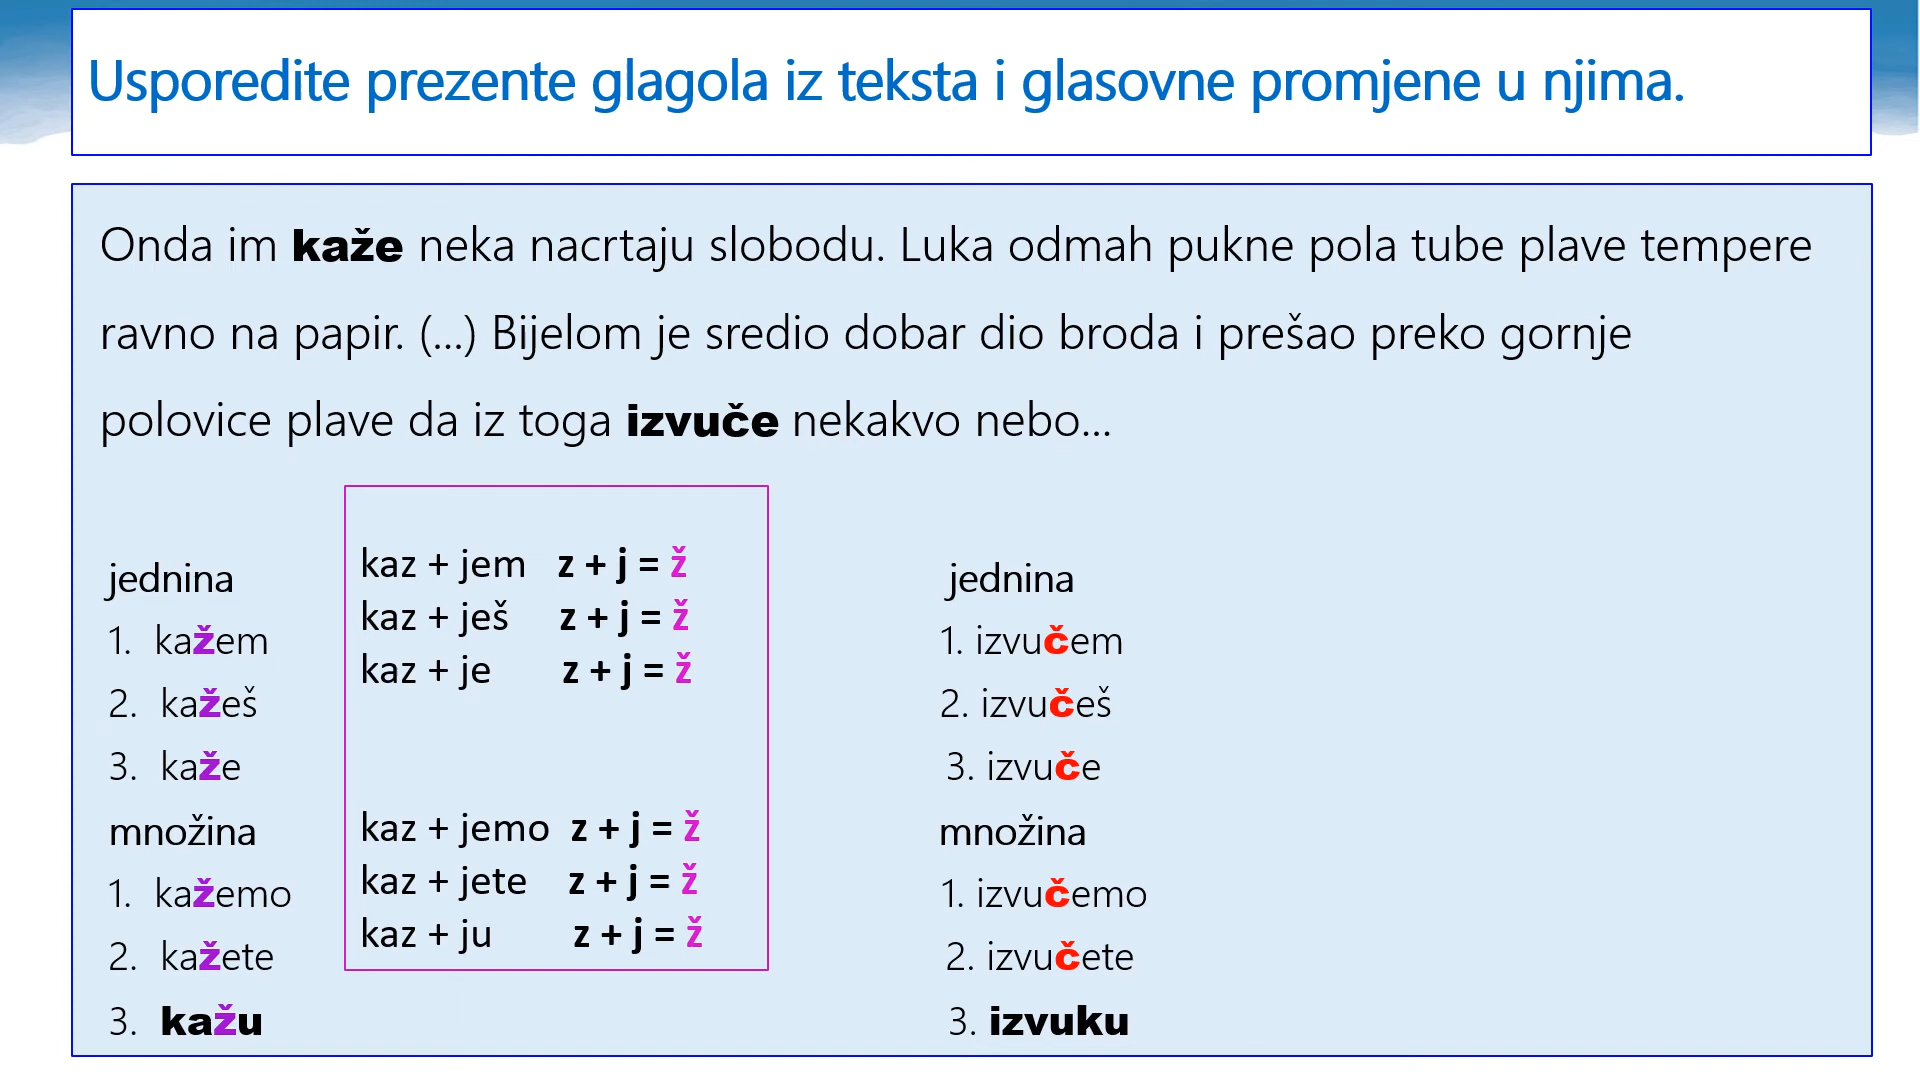 Usporedite prezente glagola iz teksta i glasovne promjene u njima.
Onda im kaže neka nacrtaju slobodu. Luka odmah pukne pola tube plave tempere
ravno na papir. (...) Bijelom je sredio dobar dio broda i prešao preko gornje
polovice plave da iz toga izvuče nekakvo nebo...
jednina
1. kažem
2. kažeš
3. kaže
množina
1. kažemo
2. kažete
3. kažu
kaz + jem z + j = ž
kaz + ješ z + j = ž
kaz + je z + j = ž
kaz + jemo z + j = ž
kaz + jete z + j = ž
kaz + ju z + j = ž
jednina
1. izvučem
2. izvučeš
3. izvuče
množina
1. izvučemo
2. izvučete
3. izvuku